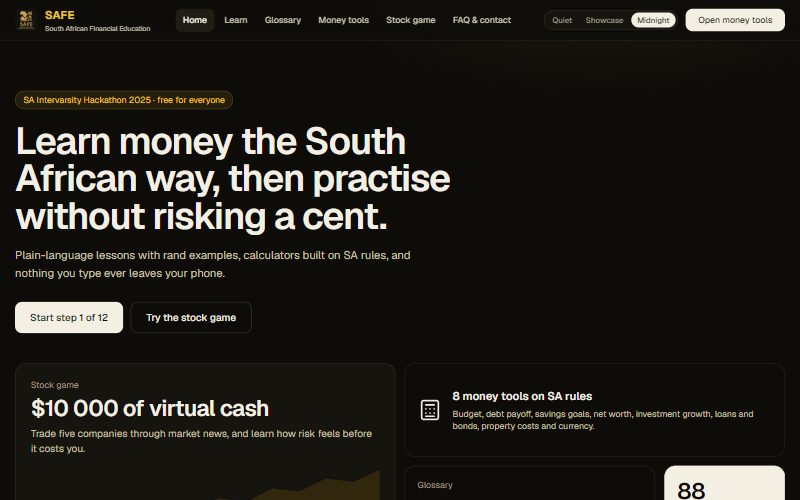 SAFE
South African Financial Education
Home
Learn
Glossary
Money tools
Stock game
FAQ & contact
Quiet
Showcase
Midnight
Open money tools
SA Intervarsity Hackathon 2025 · free for everyone
Learn money the South
African way, then practise
without risking a cent.
Plain-language lessons with rand examples, calculators built on SA rules, and
nothing you type ever leaves your phone.
Start step 1 of 12
Try the stock game
Stock game
$10 000 of virtual cash
Trade five companies through market news, and learn how risk feels before
it costs you.
8 money tools on SA rules
Budget, debt payoff, savings goals, net worth, investment growth, loans and
bonds, property costs and currency.
Glossary
88